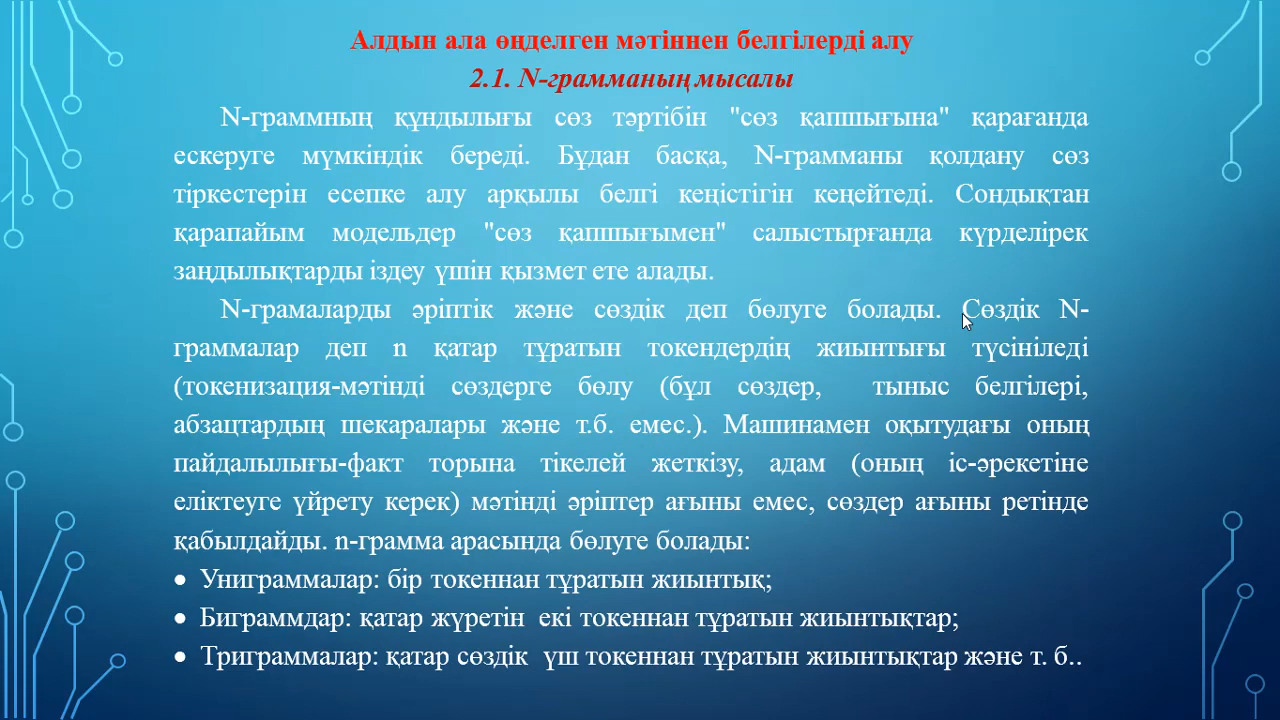 Алдын ала өңделген мәтіннен белгілерді алу
2.1. N-грамманың мысалы
N-граммның құндылығы сөз тәртібін "сөз қапшығына" қарағанда
ескеруге мүмкіндік береді. Бұдан басқа, N-грамманы қолдану сөз
тіркестерін есепке алу арқылы белгі кеңістігін кеңейтеді. Сондықтан
қарапайым модельдер "сөз қапшығымен" салыстырғанда күрделірек
заңдылықтарды іздеу үшін қызмет ете алады.
N-грамаларды әріптік және сөздік деп бөлуге болады. Сөздік N-
граммалар деп n қатар тұратын токендердің жиынтығы түсініледі
(токенизация-мәтінді сөздерге бөлу (бұл сөздер, тыныс белгілері,
абзацтардың шекаралары және т.б. емес.). Машинамен оқытудағы оның
пайдалылығы-факт торына тікелей жеткізу, адам (оның іс-әрекетіне
еліктеуге үйрету керек) мәтінді әріптер ағыны емес, сөздер ағыны ретінде
қабылдайды. n-грамма арасында бөлуге болады:
• Униграммалар: бір токеннан тұратын жиынтық;
• Биграммдар: қатар жүретін екі токеннан тұратын жиынтықтар;
• Триграммалар: қатар сөздік үш токеннан тұратын жиынтықтар және т. б..